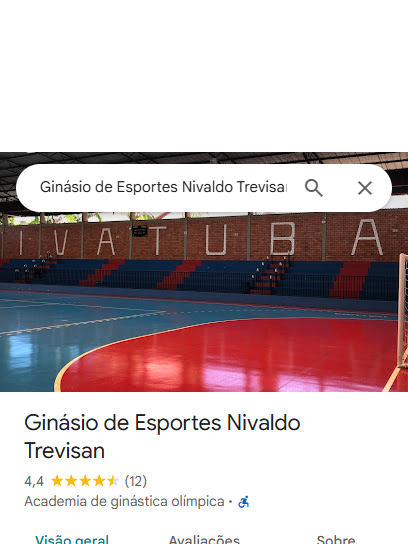 Ginásio de Esportes Nivaldo Trevisa
IVATUBA
Ginásio de Esportes Nivaldo
Trevisan
4,4 (12)
Academia de ginástica olímpica ·
Visão geral Avaliações Sobre